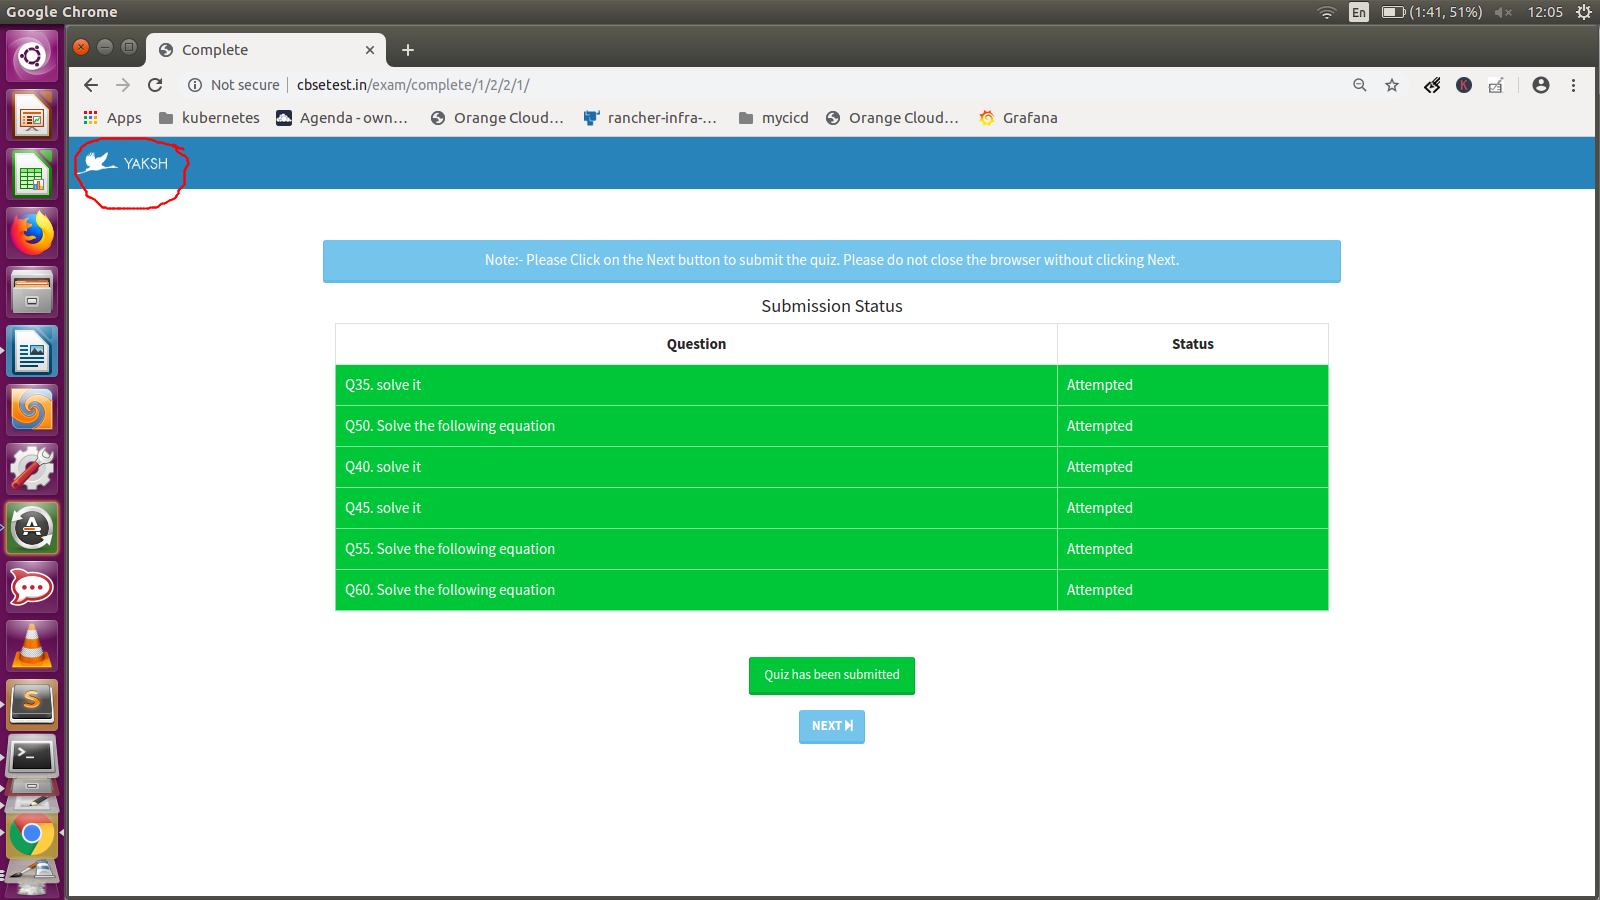 Google Chrome
En (1:41, 51%) 12:05
Complete
Not secure | cbsetest.in/exam/complete/1/2/2/1/
Apps kubernetes Agenda - own... Orange Cloud... rancher-infra-... mycicd Orange Cloud... Grafana
YAKSH
Note:- Please Click on the Next button to submit the quiz. Please do not close the browser without clicking Next.
Submission Status
Question Status
Q35. solve it Attempted
Q50. Solve the following equation Attempted
Q40. solve it Attempted
Q45. solve it Attempted
Q55. Solve the following equation Attempted
Q60. Solve the following equation Attempted
Quiz has been submitted
NEXT